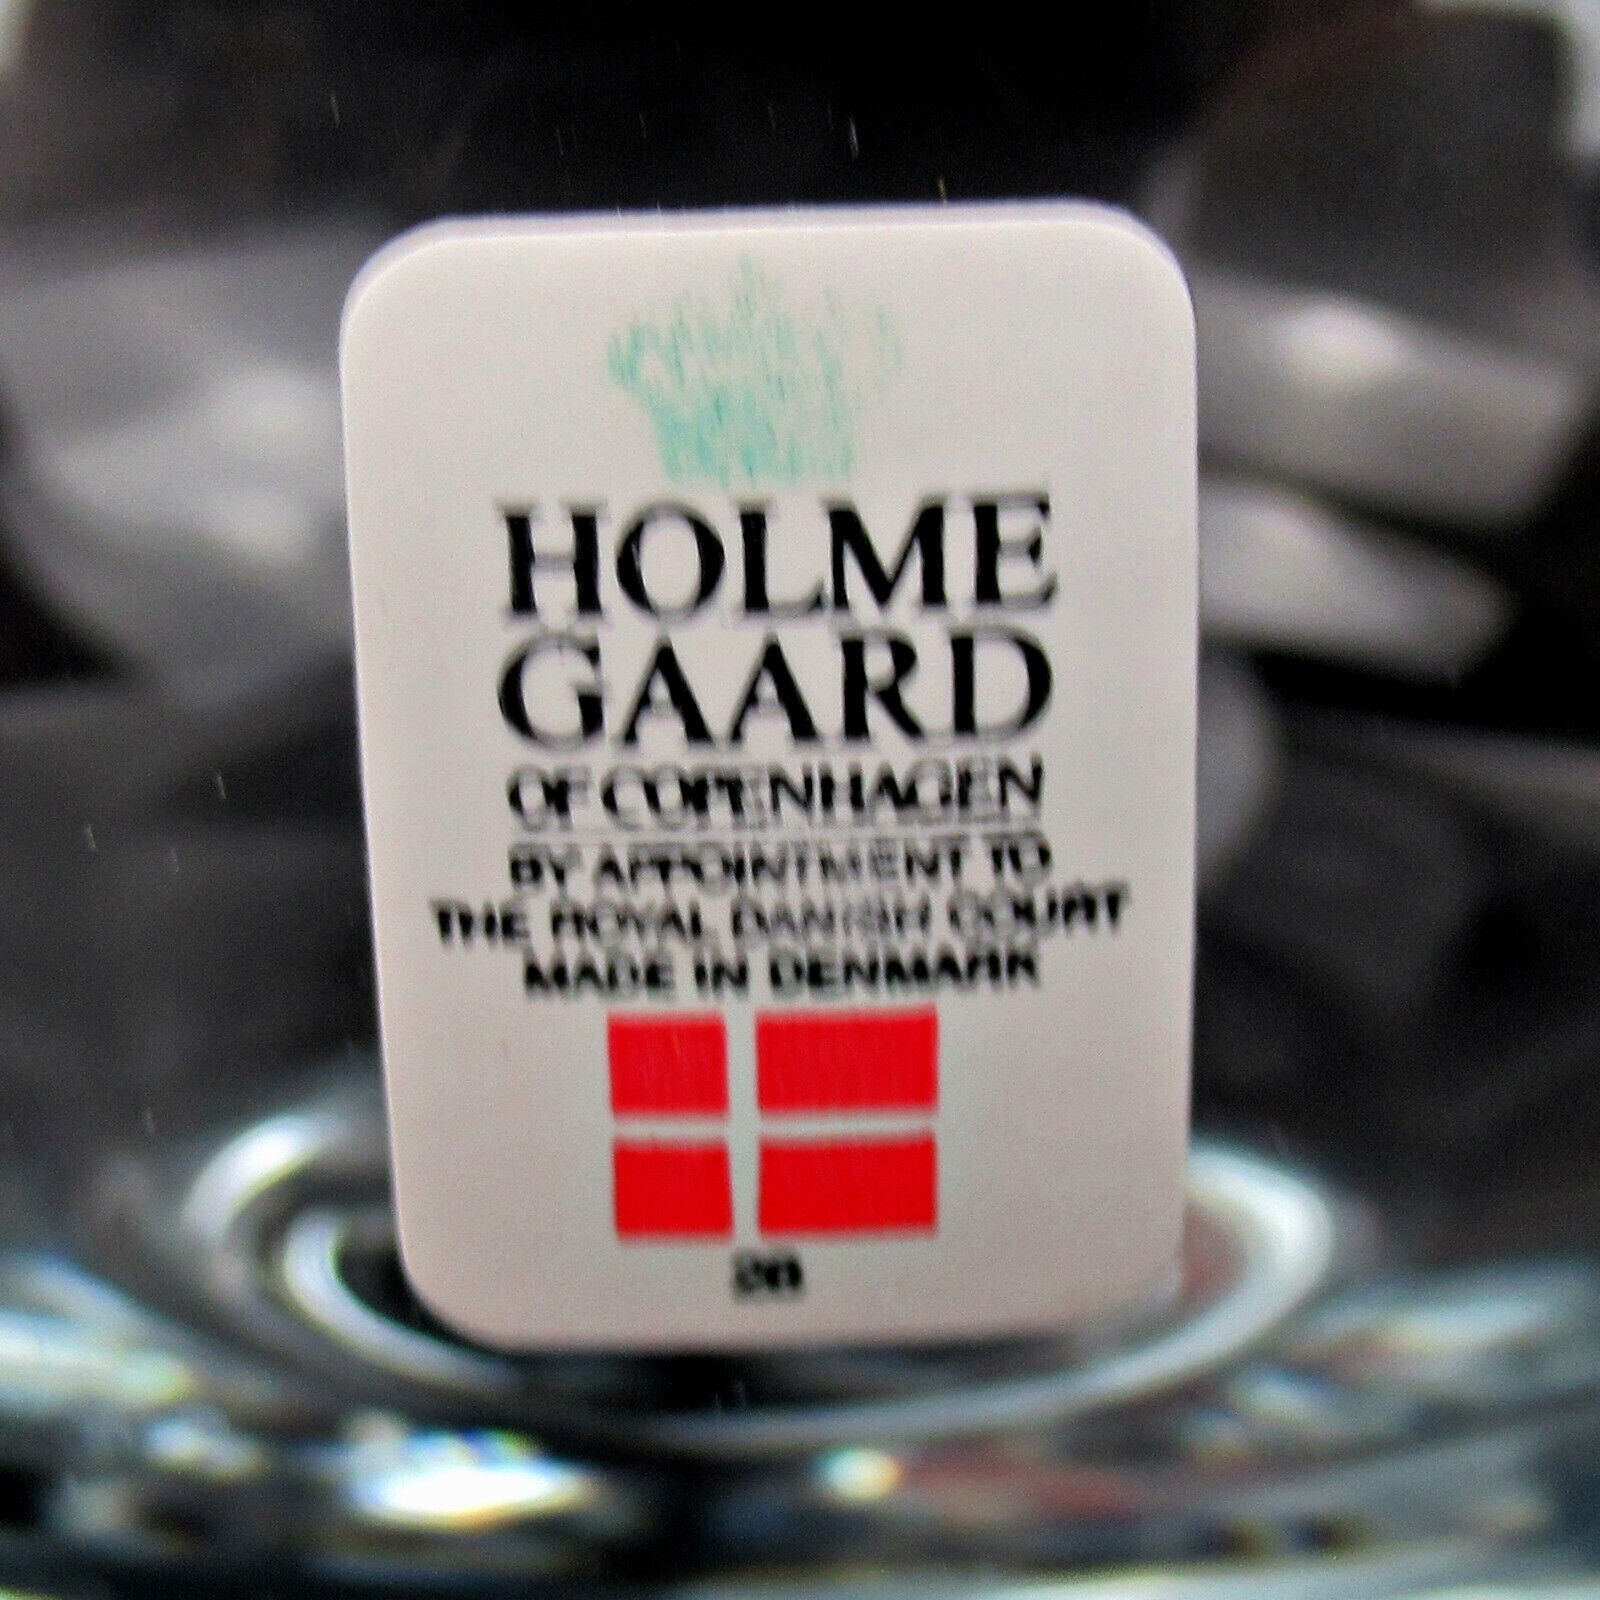 HOLME
GAARD
OF COPENHAGEN
BY APPOINTMENT TO
THE ROYAL DANISH COURT
MADE IN DENMARK